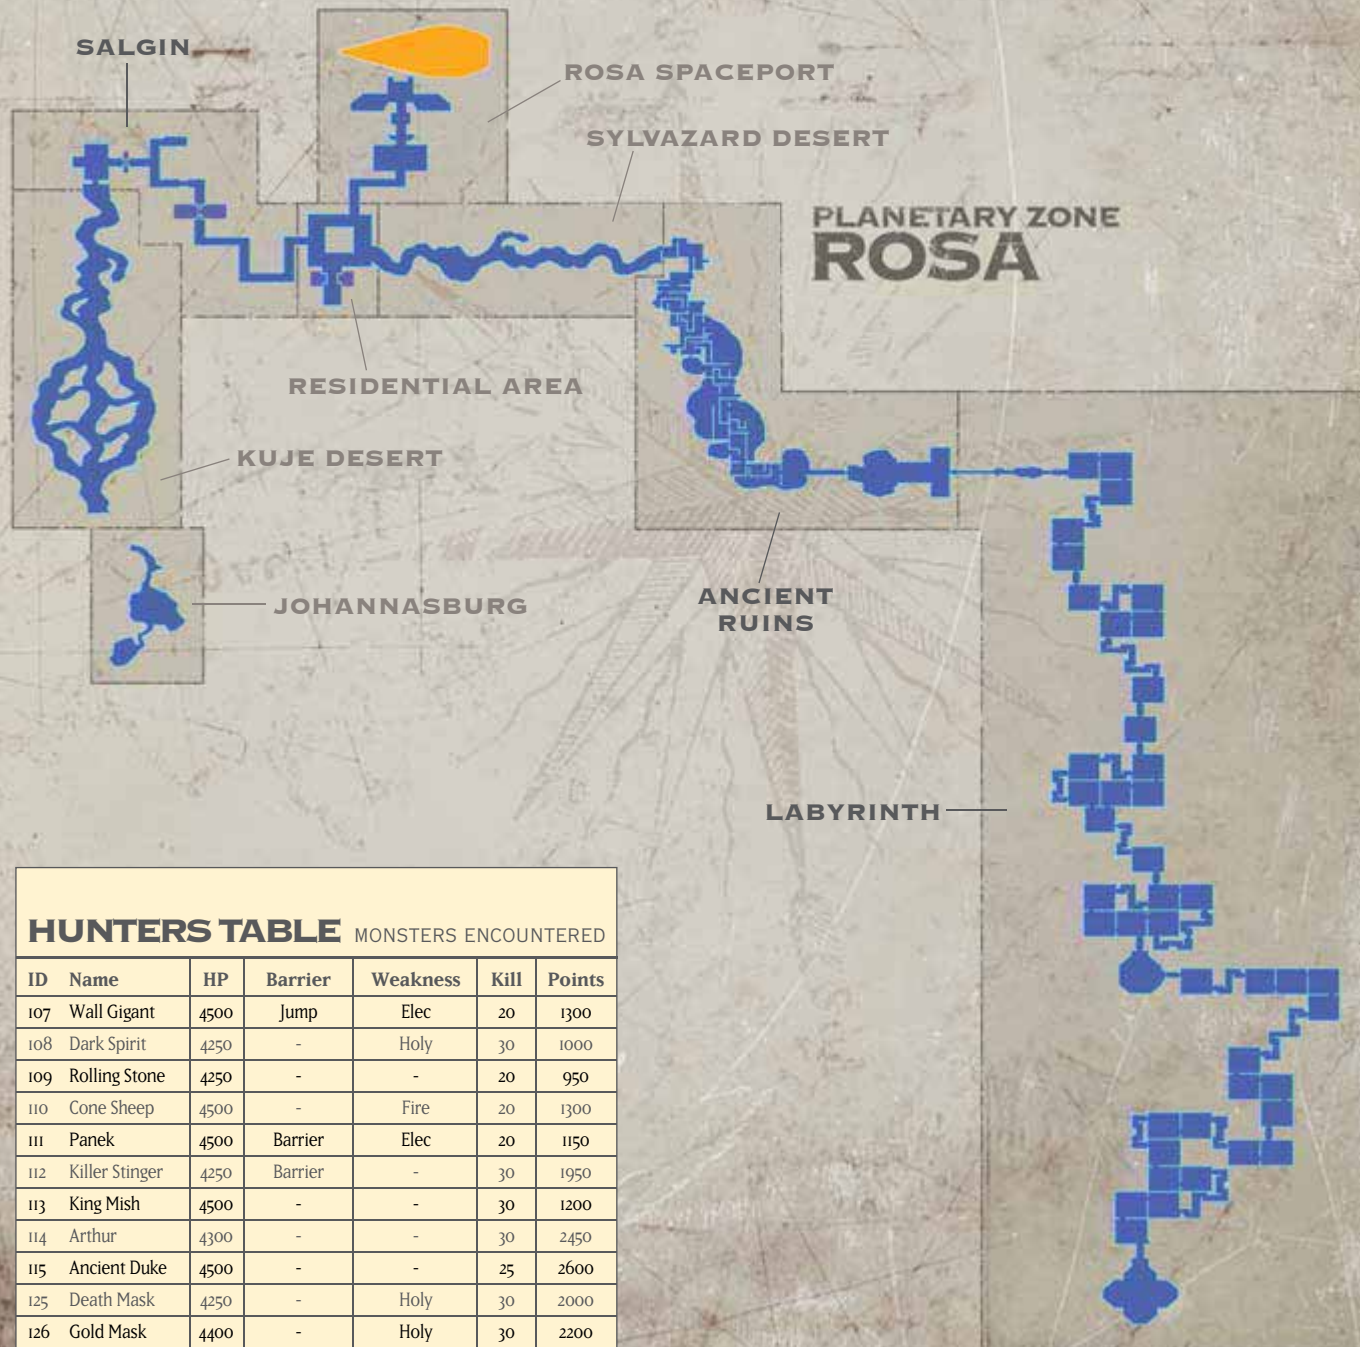 SALGIN
ROSA SPACEPORT
SYLVAZARD DESERT
PLANETARY ZONE
ROSA
RESIDENTIAL AREA
KUJE DESERT
JOHANNASBURG
ANCIENT
RUINS
LABYRINTH
HUNTERS TABLE MONSTERS ENCOUNTERED
ID Name HP Barrier Weakness Kill Points
107 Wall Gigant 4500 Jump Elec 20 1300
108 Dark Spirit 4250 - Holy 30 1000
109 Rolling Stone 4250 - - 20 950
110 Cone Sheep 4500 - Fire 20 1300
111 Panek 4500 Barrier Elec 20 1150
112 Killer Stinger 4250 Barrier - 30 1950
113 King Mish 4500 - - 30 1200
114 Arthur 4300 - - 30 2450
115 Ancient Duke 4500 - - 25 2600
125 Death Mask 4250 - Holy 30 2000
126 Gold Mask 4400 - Holy 30 2200